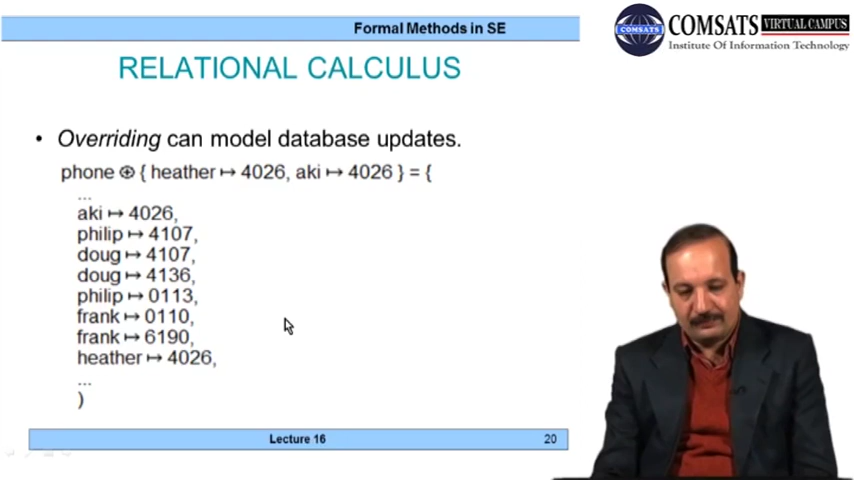 Formal Methods in SE
COMSATS
COMSATS VIRTUAL CAMPUS
Institute Of Information Technology
RELATIONAL CALCULUS
• Overriding can model database updates.
phone ⊕ { heather ↦ 4026, aki ↦ 4026 } = {
...
aki ↦ 4026,
philip ↦ 4107,
doug ↦ 4107,
doug ↦ 4136,
philip ↦ 0113,
frank ↦ 0110,
frank ↦ 6190,
heather ↦ 4026,
...
)
Lecture 16 20